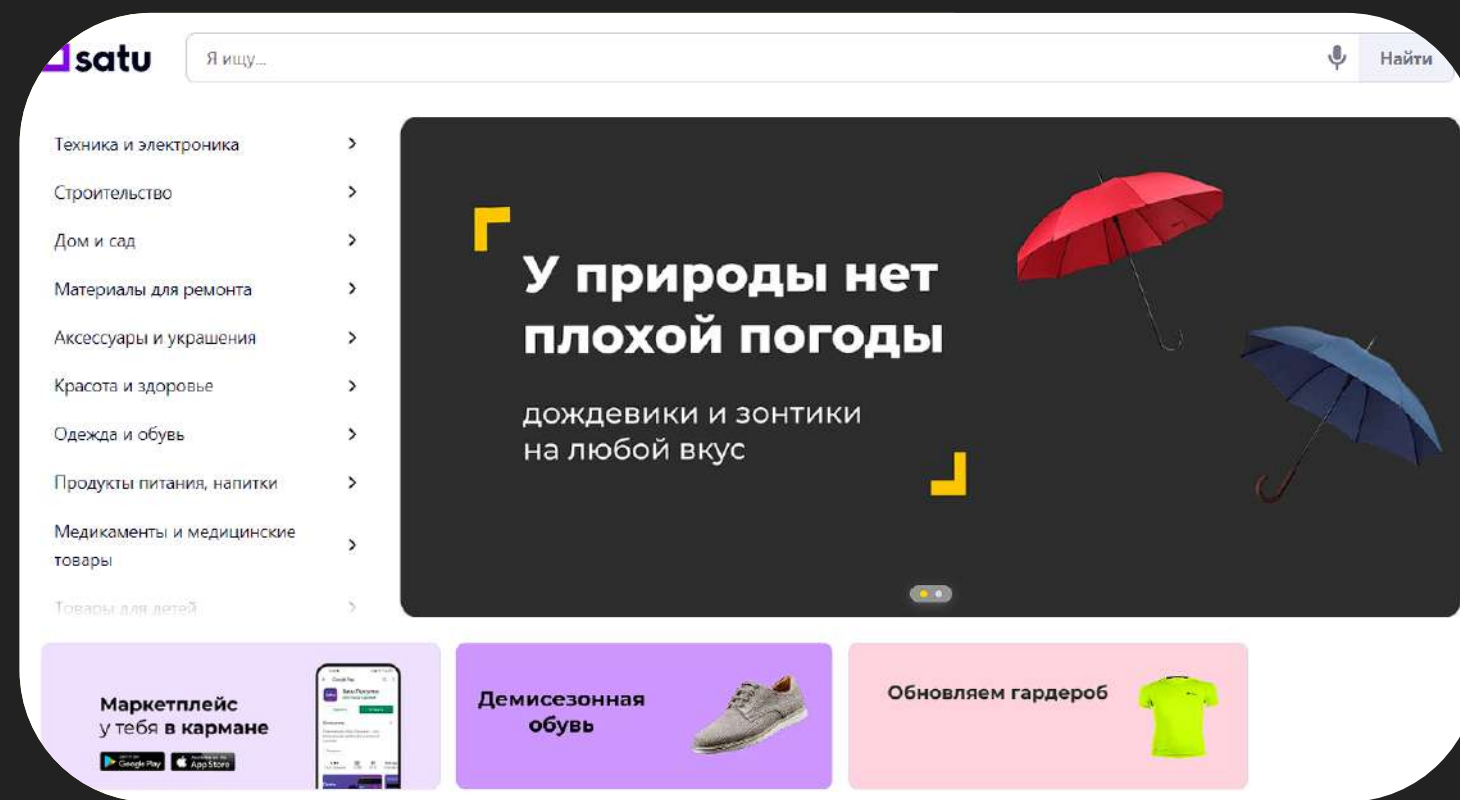 satu
Я ищу...
Найти
Техника и электроника
Строительство
Дом и сад
Материалы для ремонта
Аксессуары и украшения
Красота и здоровье
Одежда и обувь
Продукты питания, напитки
Медикаменты и медицинские
товары
Товары для детей
У природы нет
плохой погоды
дождевики и зонтики
на любой вкус
Маркетплейс
у тебя в кармане
Google Play
App Store
Демисезонная
обувь
Обновляем гардероб